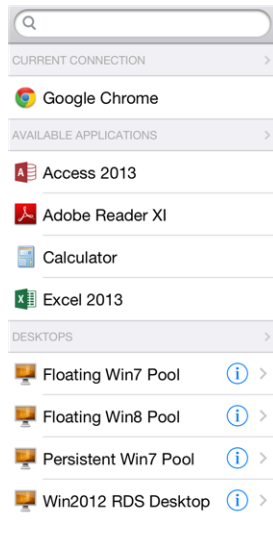 CURRENT CONNECTION
Google Chrome
AVAILABLE APPLICATIONS
Access 2013
Adobe Reader XI
Calculator
Excel 2013
DESKTOPS
Floating Win7 Pool
Floating Win8 Pool
Persistent Win7 Pool
Win2012 RDS Desktop